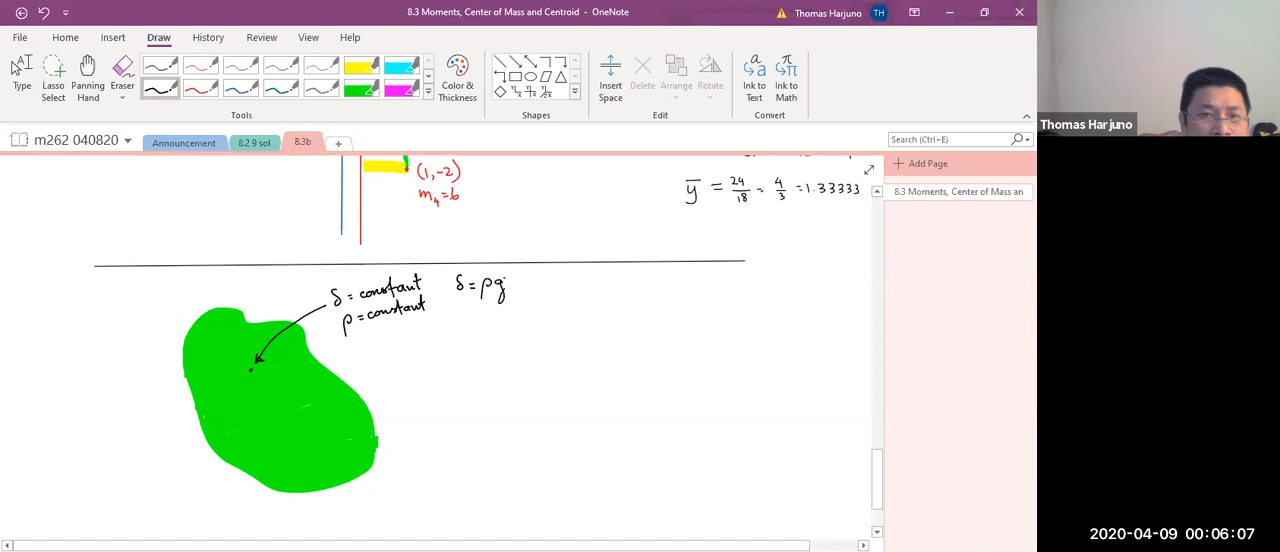 8.3 Moments, Center of Mass and Centroid - OneNote
Thomas Harjuno
TH
File
Home
Insert
Draw
History
Review
View
Help
Type
Lasso Select
Panning Hand
Eraser
Color & Thickness
Insert Space
Delete
Arrange
Rotate
Ink to Text
Ink to Math
Tools
Shapes
Edit
Convert
Thomas Harjuno
m262 040820
Announcement
8.2 9 sol
8.3b
Search (Ctrl+E)
Add Page
8.3 Moments, Center of Mass an
(1,-2)
m₄=6
y̅ = 24/18 = 4/3 = 1.33333
δ = constant
δ = ρg
ρ = constant
2020-04-09 00:06:07